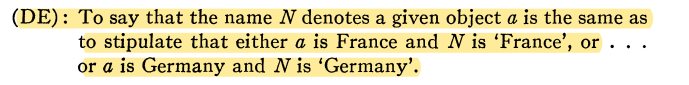 (DE): To say that the name N denotes a given object a is the same as
to stipulate that either a is France and N is ‘France’, or . . .
or a is Germany and N is ‘Germany’.